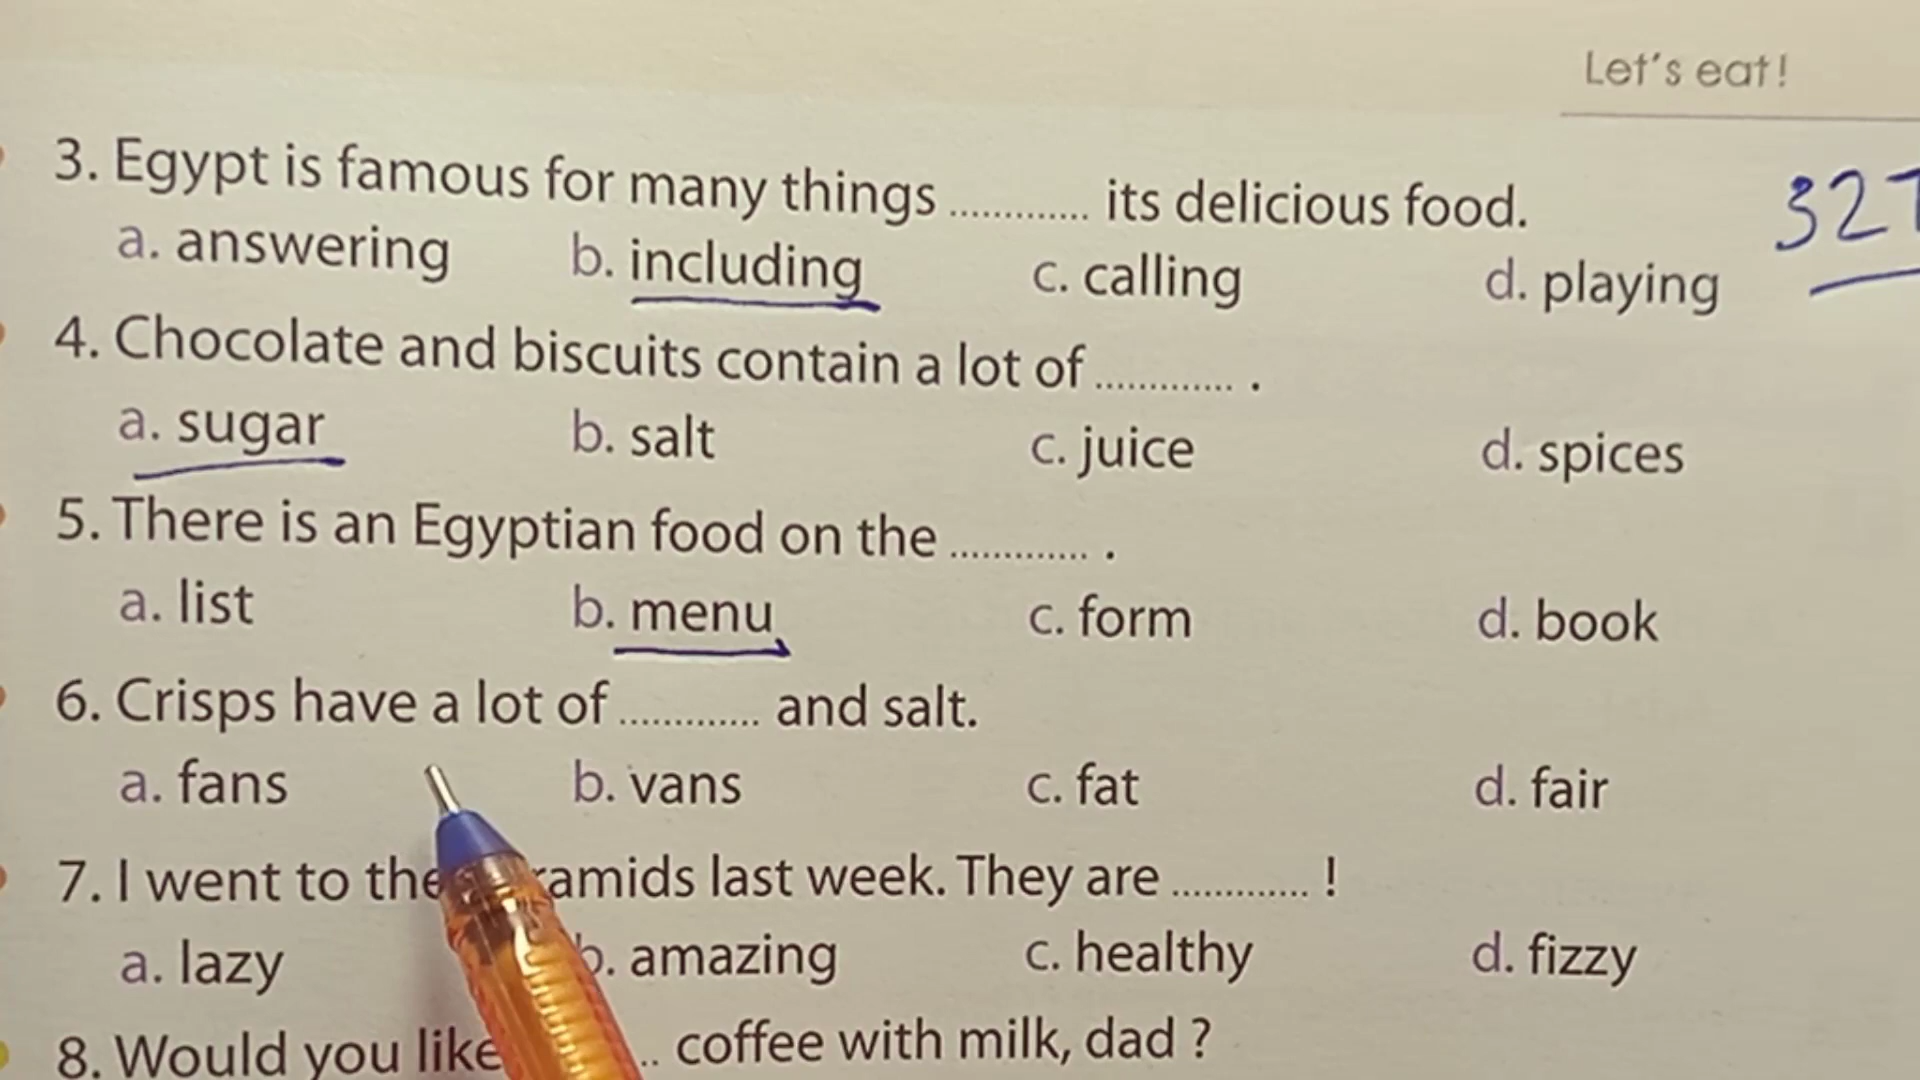 Let's eat!
3. Egypt is famous for many things ............. its delicious food.
a. answering b. including c. calling d. playing
4. Chocolate and biscuits contain a lot of ............. .
a. sugar b. salt c. juice d. spices
5. There is an Egyptian food on the ............. .
a. list b. menu c. form d. book
6. Crisps have a lot of ............. and salt.
a. fans b. vans c. fat d. fair
7. I went to the last week. They are ............. !
a. lazy b. amazing c. healthy d. fizzy
8. Would you like .. coffee with milk, dad ?